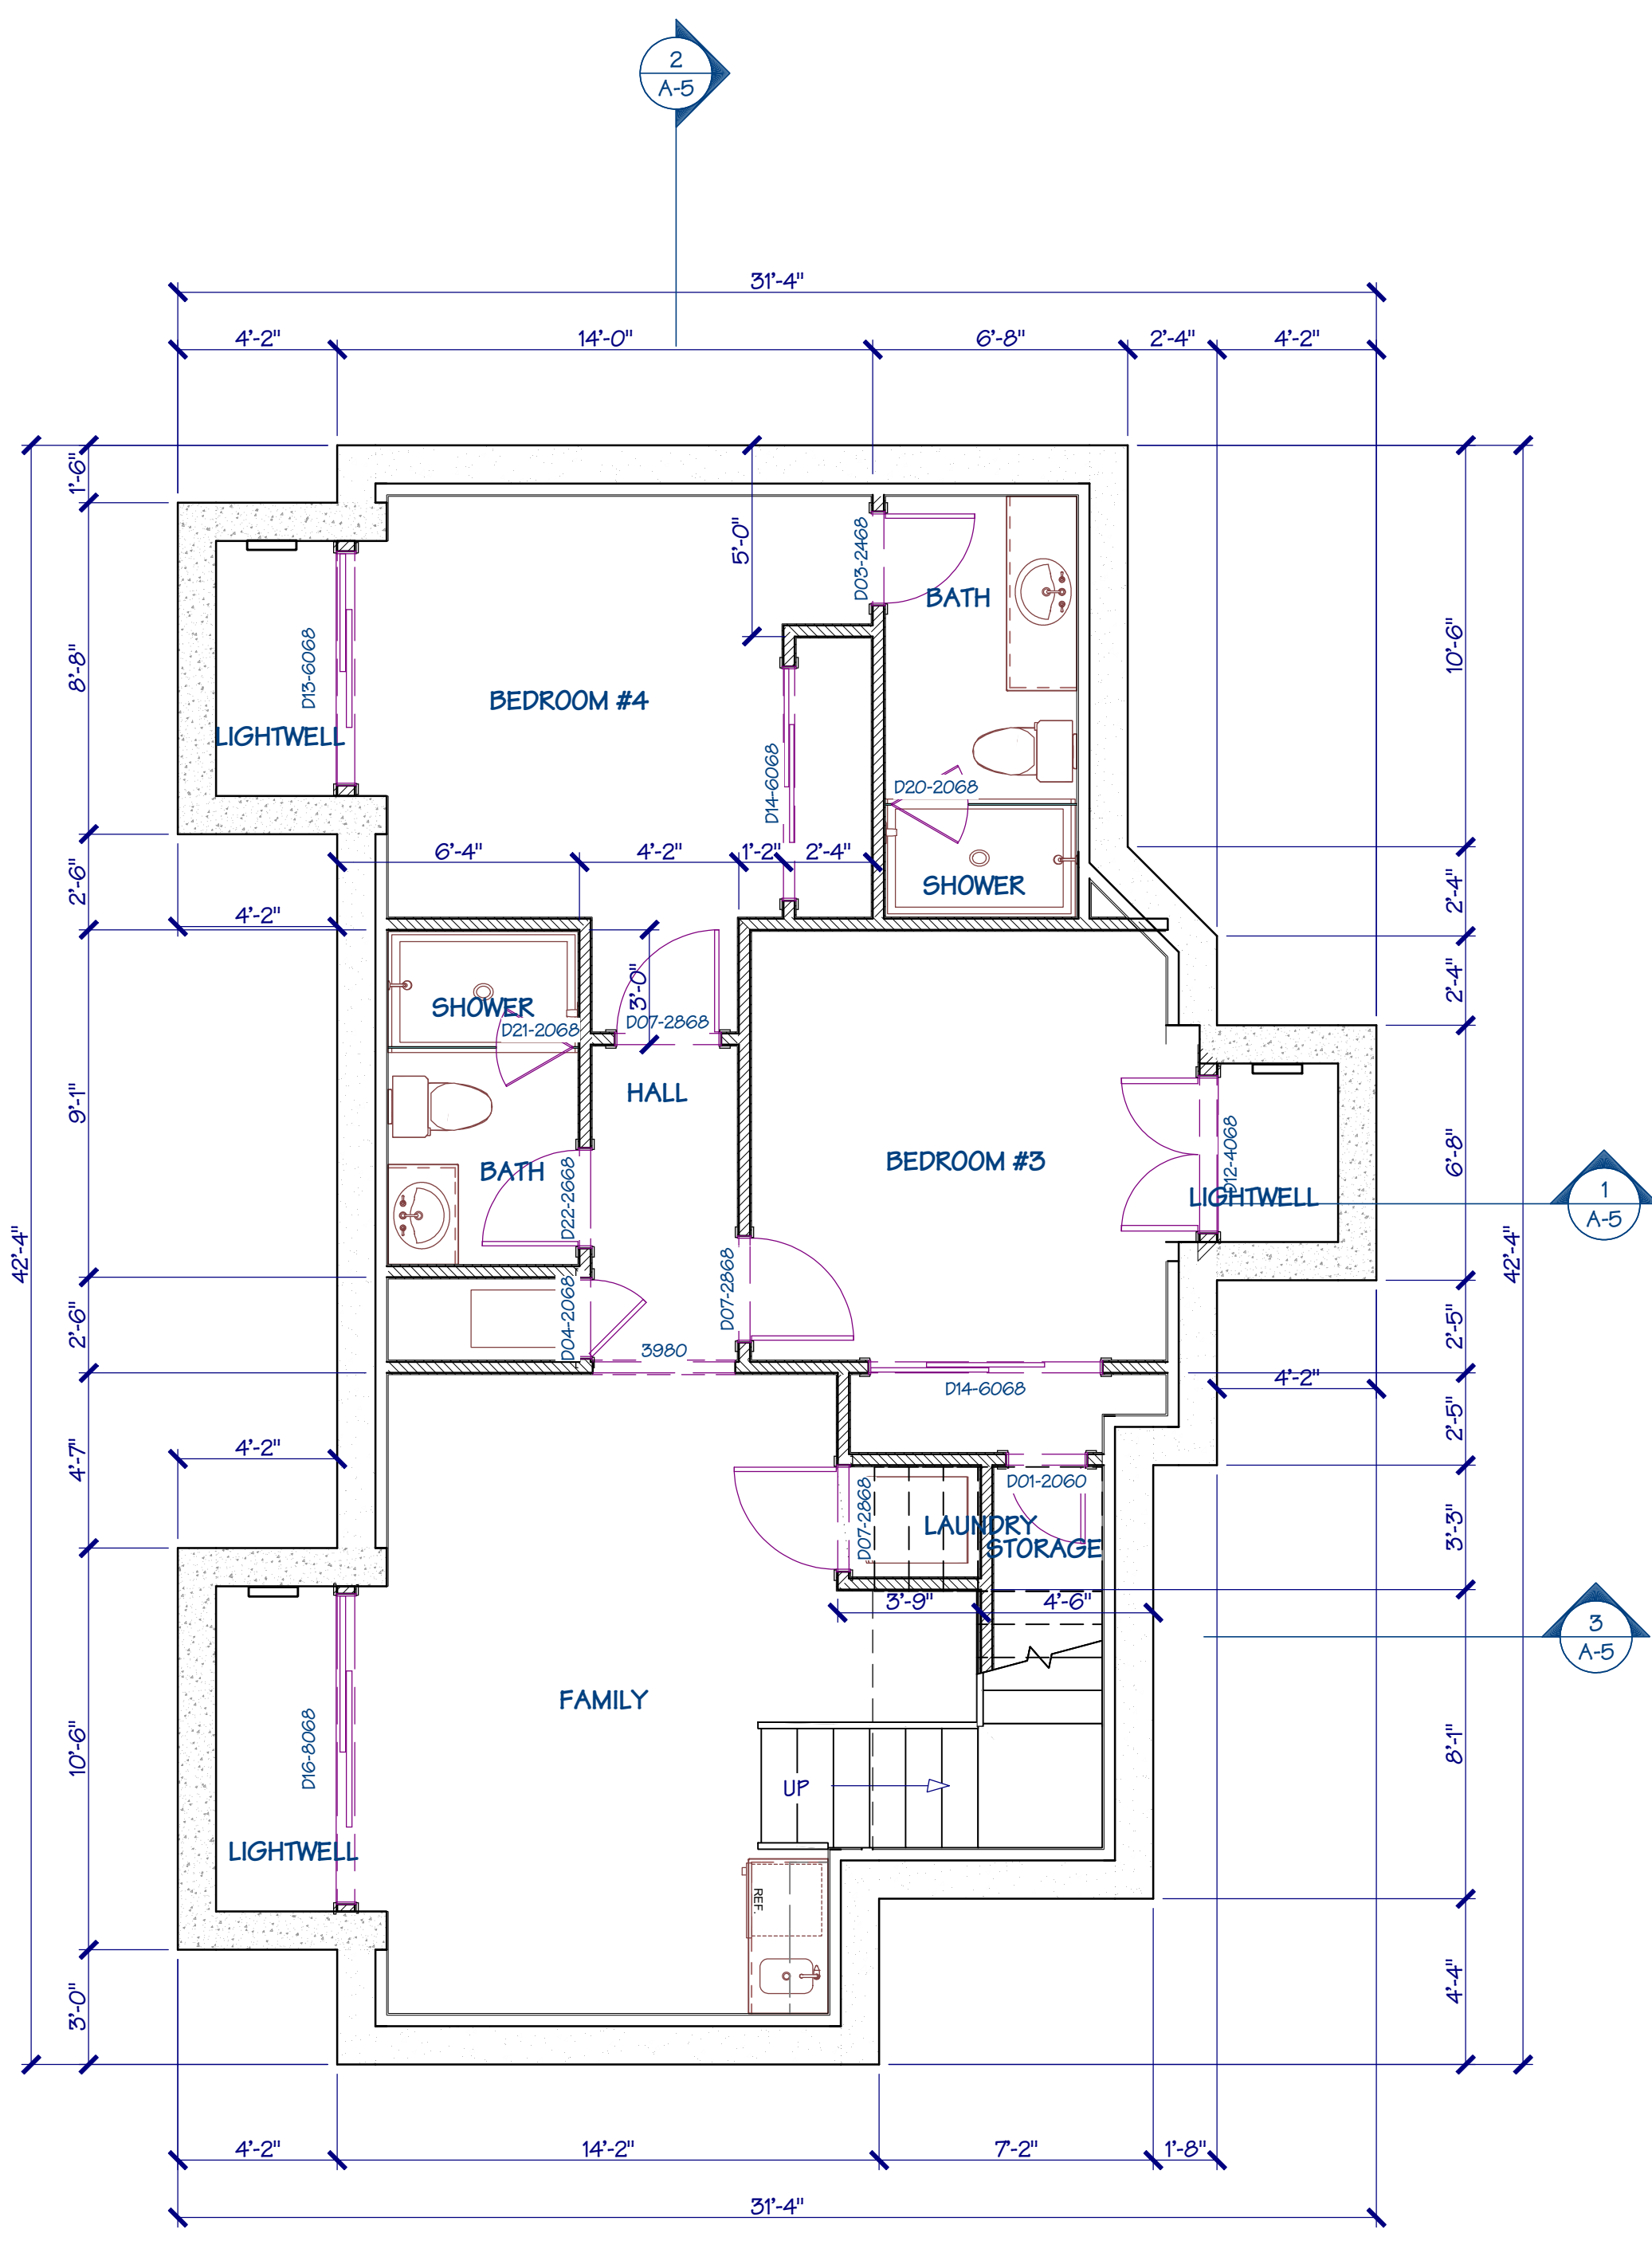 2
A-5
31'-4"
4'-2"
14'-0"
6'-8"
2'-4"
4'-2"
1'-6"
8'-8"
2'-6"
9'-1"
2'-6"
4'-7"
10'-6"
3'-0"
42'-4"
5'-0"
D03-2468
BATH
D13-6068
BEDROOM #4
LIGHTWELL
D14-6068
D20-2068
10'-6"
6'-4"
4'-2"
1'-2"
2'-4"
SHOWER
2'-4"
4'-2"
3'-0"
2'-4"
SHOWER
D21-2068
D07-2868
HALL
BATH
D22-2668
BEDROOM #3
D12-4068
LIGHTWELL
6'-8"
1
A-5
42'-4"
D04-2068
D07-2868
3980
2'-5"
D14-6068
4'-2"
2'-5"
4'-2"
D01-2060
D07-2868
LAUNDRY
STORAGE
3'-3"
3'-9"
4'-6"
3
A-5
FAMILY
D16-8068
UP
8'-1"
LIGHTWELL
REF.
4'-4"
4'-2"
14'-2"
7'-2"
1'-8"
31'-4"